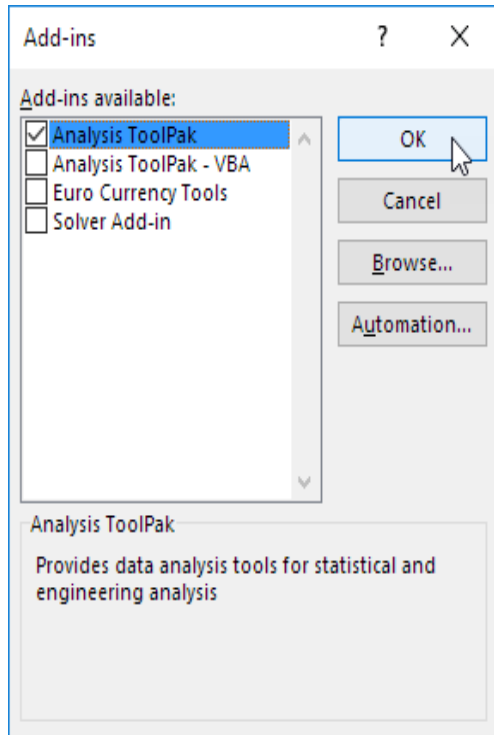 Add-ins ?
Add-ins available:
Analysis ToolPak
Analysis ToolPak - VBA
Euro Currency Tools
Solver Add-in
OK
Cancel
Browse...
Automation...
Analysis ToolPak
Provides data analysis tools for statistical and
engineering analysis